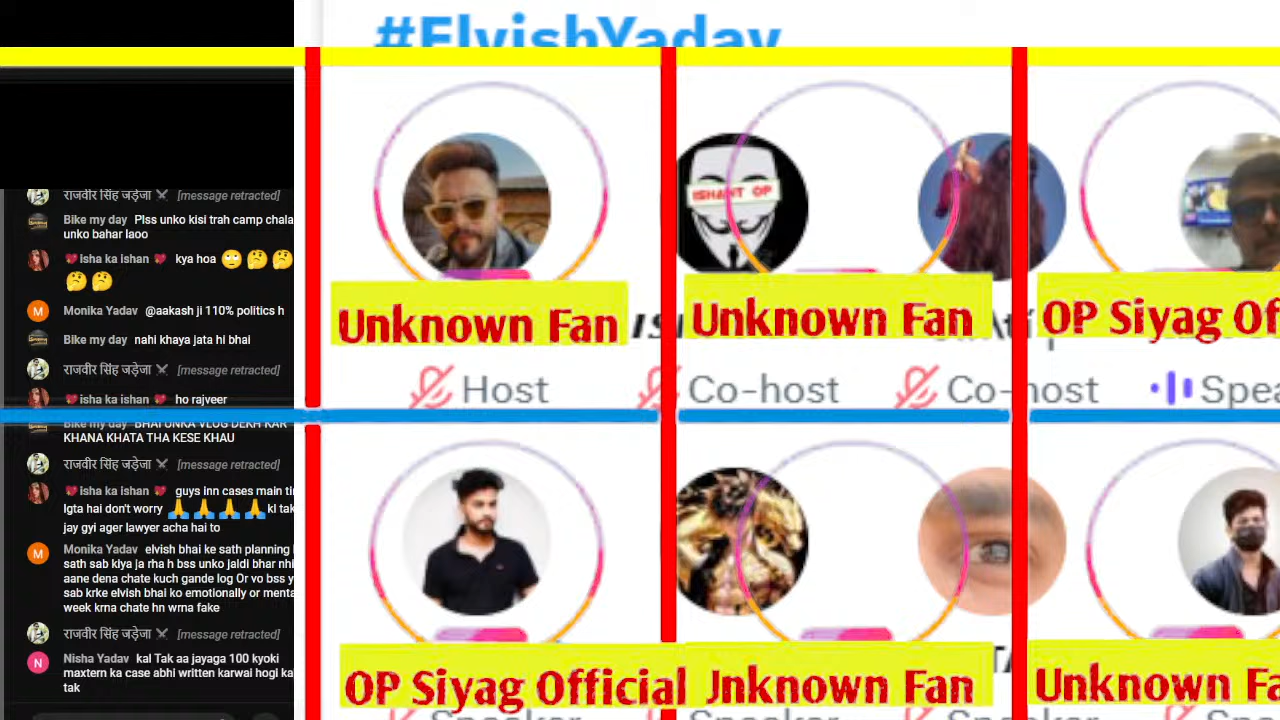 #ElvishYadav
राजवीर सिंह जड़ेजा ⚔ [message retracted]
Bike my day Plss unko kisi trah camp chala
unko bahar laoo
💖isha ka ishan 💖 kya hoa 🙄 🤔 🤔
🤔 🤔
M
Monika Yadav @aakash ji 110% politics h
Bike my day nahi khaya jata hi bhai
राजवीर सिंह जड़ेजा ⚔ [message retracted]
💖isha ka ishan 💖 ho rajveer
Bike my day BHAI UNKA VLOG DEKH KAR
KHANA KHATA THA KESE KHAU
राजवीर सिंह जड़ेजा ⚔ [message retracted]
💖isha ka ishan 💖 guys inn cases main
lgta hai don't worry 🙏 🙏 🙏 🙏 ki tak
jay gyi ager lawyer acha hai to
M
Monika Yadav elvish bhai ke sath planning
sath sab kiya ja rha h bss unko jaldi bhar nhi
aane dena chate kuch gande log Or vo bss
sab krke elvish bhai ko emotionally or menta
week krna chate hn wrna fake
राजवीर सिंह जड़ेजा ⚔ [message retracted]
N
Nisha Yadav kal Tak aa jayaga 100 kyoki
maxtern ka case abhi written karwai hogi ka
tak
ISHANT OP
Unknown Fan
IS
Unknown Fan
OP Siyag Of
Host
Co-host
Co-host
Spea
OP Siyag Official
Jnknown Fan
Unknown Fa
Speaker
Speaker